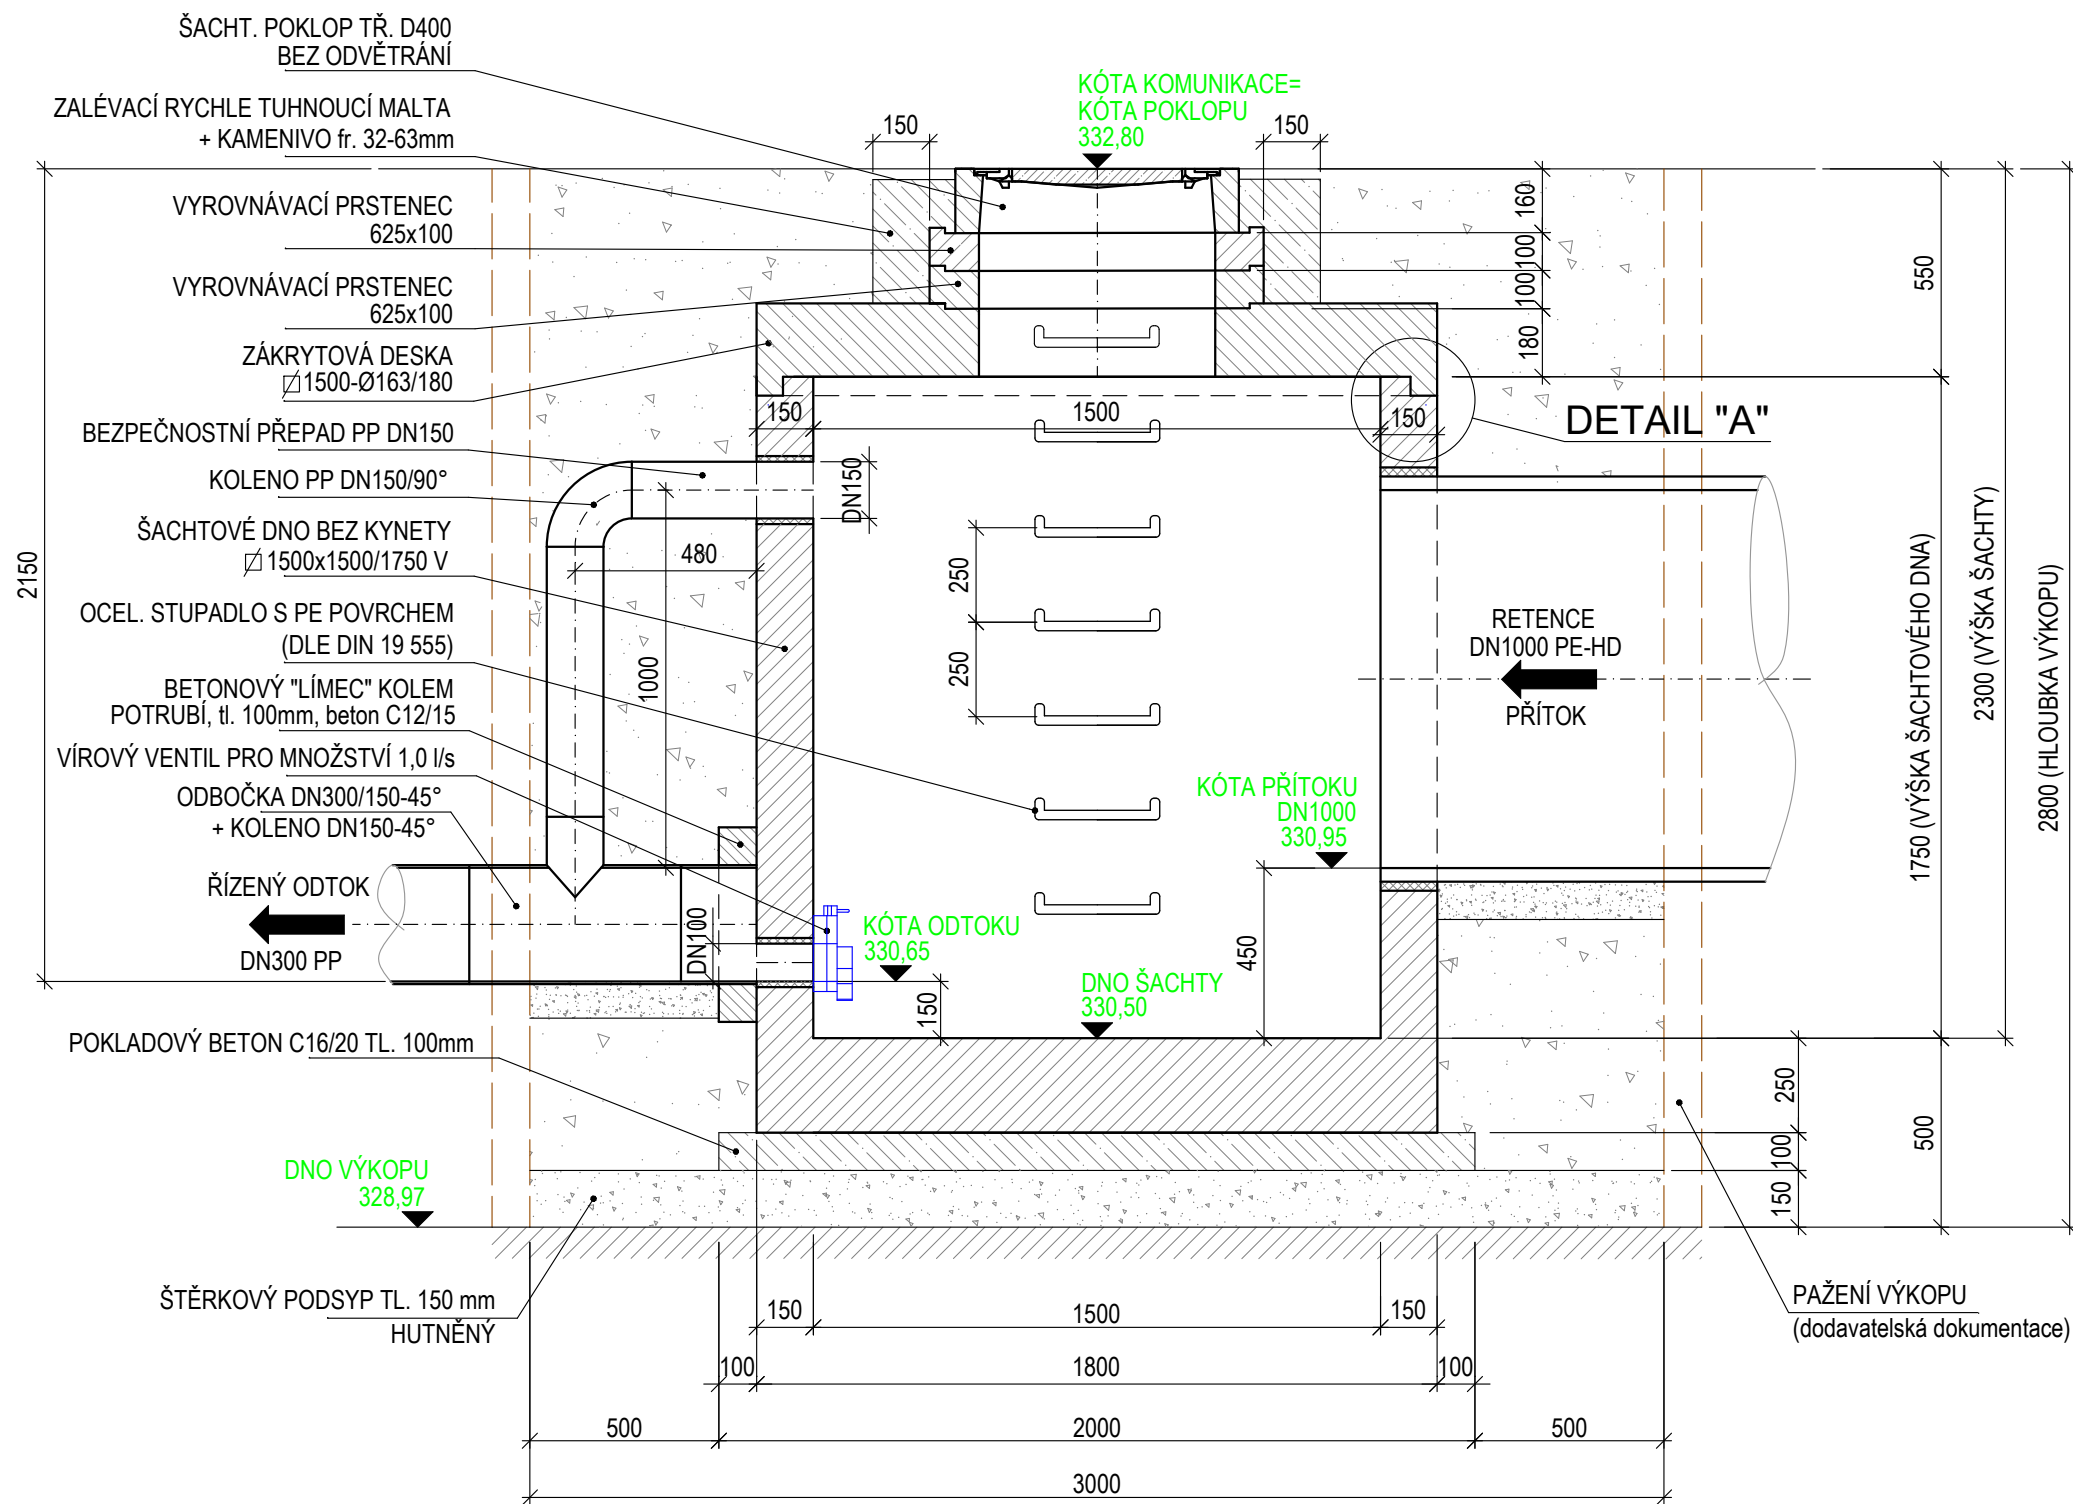 ŠACHT. POKLOP TŘ. D400
BEZ ODVĚTRÁNÍ
ZALÉVACÍ RYCHLE TUHNOUCÍ MALTA
+ KAMENIVO fr. 32-63mm
VYROVNÁVACÍ PRSTENEC
625x100
VYROVNÁVACÍ PRSTENEC
625x100
ZÁKRYTOVÁ DESKA
1500-Ø163/180
BEZPEČNOSTNÍ PŘEPAD PP DN150
KOLENO PP DN150/90°
ŠACHTOVÉ DNO BEZ KYNETY
1500x1500/1750 V
OCEL. STUPADLO S PE POVRCHEM
(DLE DIN 19 555)
BETONOVÝ "LÍMEC" KOLEM
POTRUBÍ, tl. 100mm, beton C12/15
VÍROVÝ VENTIL PRO MNOŽSTVÍ 1,0 l/s
ODBOČKA DN300/150-45°
+ KOLENO DN150-45°
ŘÍZENÝ ODTOK
DN300 PP
POKLADOVÝ BETON C16/20 TL. 100mm
DNO VÝKOPU
328,97
ŠTĚRKOVÝ PODSYP TL. 150 mm
HUTNĚNÝ
2150
KÓTA KOMUNIKACE=
KÓTA POKLOPU
332,80
150
150
160
100
100
180
550
DETAIL "A"
150
1500
150
DN150
480
1000
250
250
RETENCE
DN1000 PE-HD
PŘÍTOK
KÓTA PŘÍTOKU
DN1000
330,95
KÓTA ODTOKU
330,65
DNO ŠACHTY
330,50
DN100
150
450
1750 (VÝŠKA ŠACHTOVÉHO DNA)
2300 (VÝŠKA ŠACHTY)
2800 (HLOUBKA VÝKOPU)
250
100
150
500
PAŽENÍ VÝKOPU
(dodavatelská dokumentace)
150
1500
150
100
1800
100
500
2000
500
3000